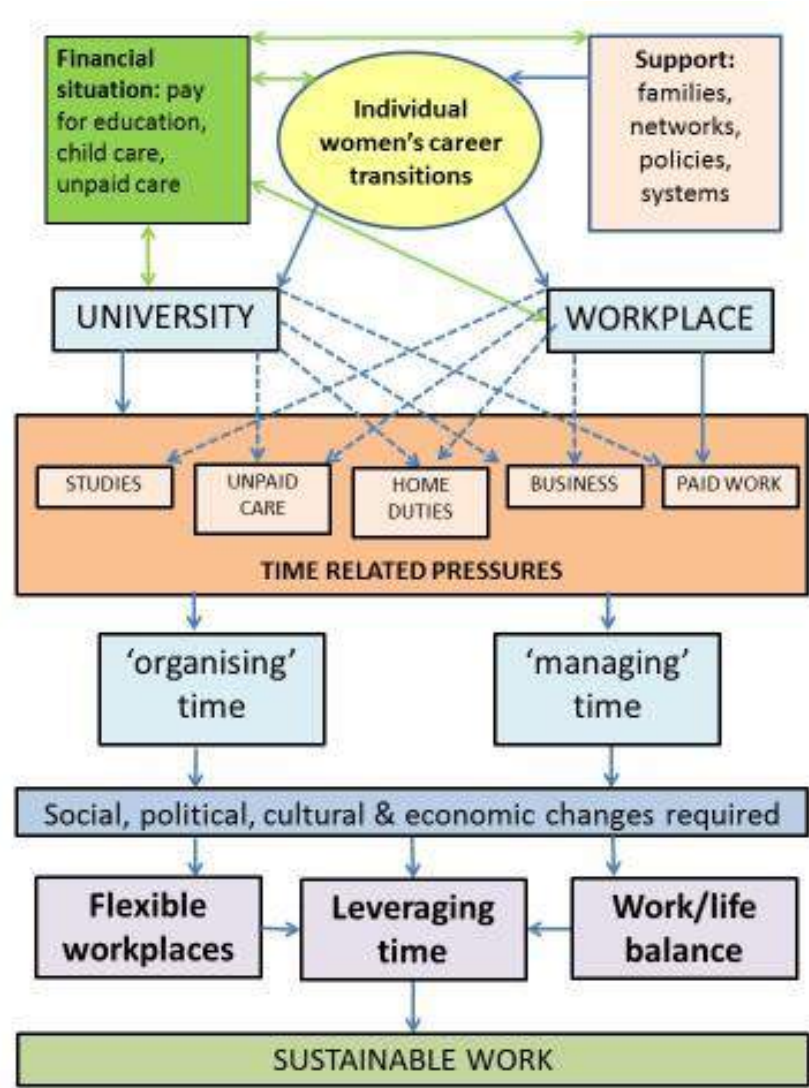 Financial
situation: pay
for education,
child care,
unpaid care
Individual
women's career
transitions
Support:
families,
networks,
policies,
systems
UNIVERSITY
WORKPLACE
STUDIES
UNPAID
CARE
HOME
DUTIES
BUSINESS
PAID WORK
TIME RELATED PRESSURES
'organising'
time
'managing'
time
Social, political, cultural & economic changes required
Flexible
workplaces
Leveraging
time
Work/life
balance
SUSTAINABLE WORK